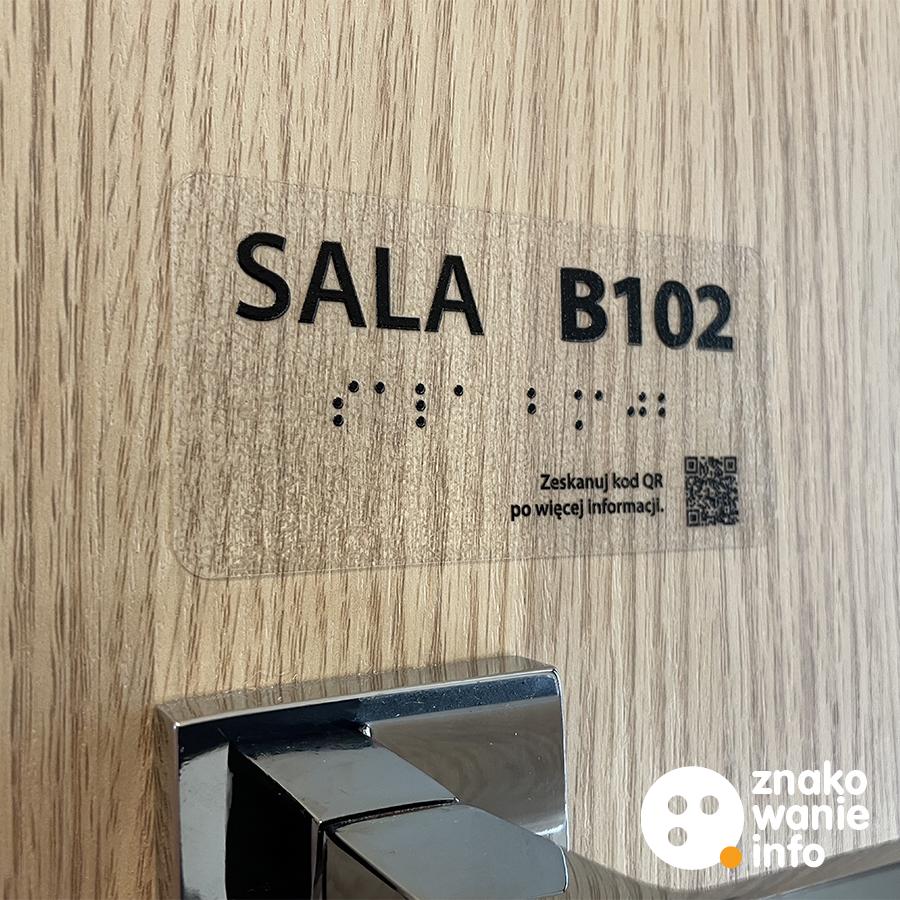 SALA B102
⠎⠁⠇⠁ ⠃
Zeskanuj kod QR
po więcej informacji.
znako
wanie
info